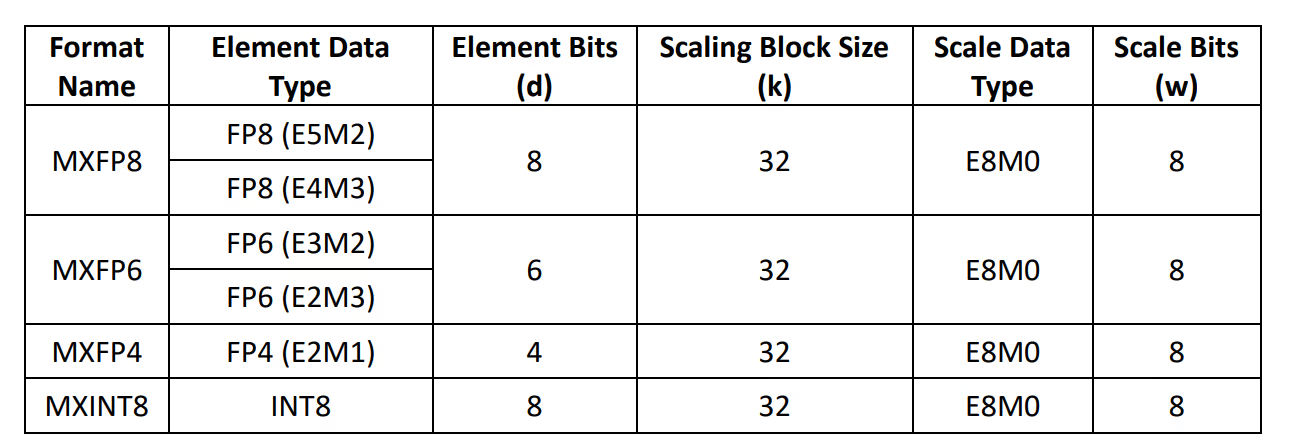 Format Name Element Data Type Element Bits (d) Scaling Block Size (k) Scale Data Type Scale Bits (w)
MXFP8 FP8 (E5M2) 8 32 E8M0 8
FP8 (E4M3)
MXFP6 FP6 (E3M2) 6 32 E8M0 8
FP6 (E2M3)
MXFP4 FP4 (E2M1) 4 32 E8M0 8
MXINT8 INT8 8 32 E8M0 8